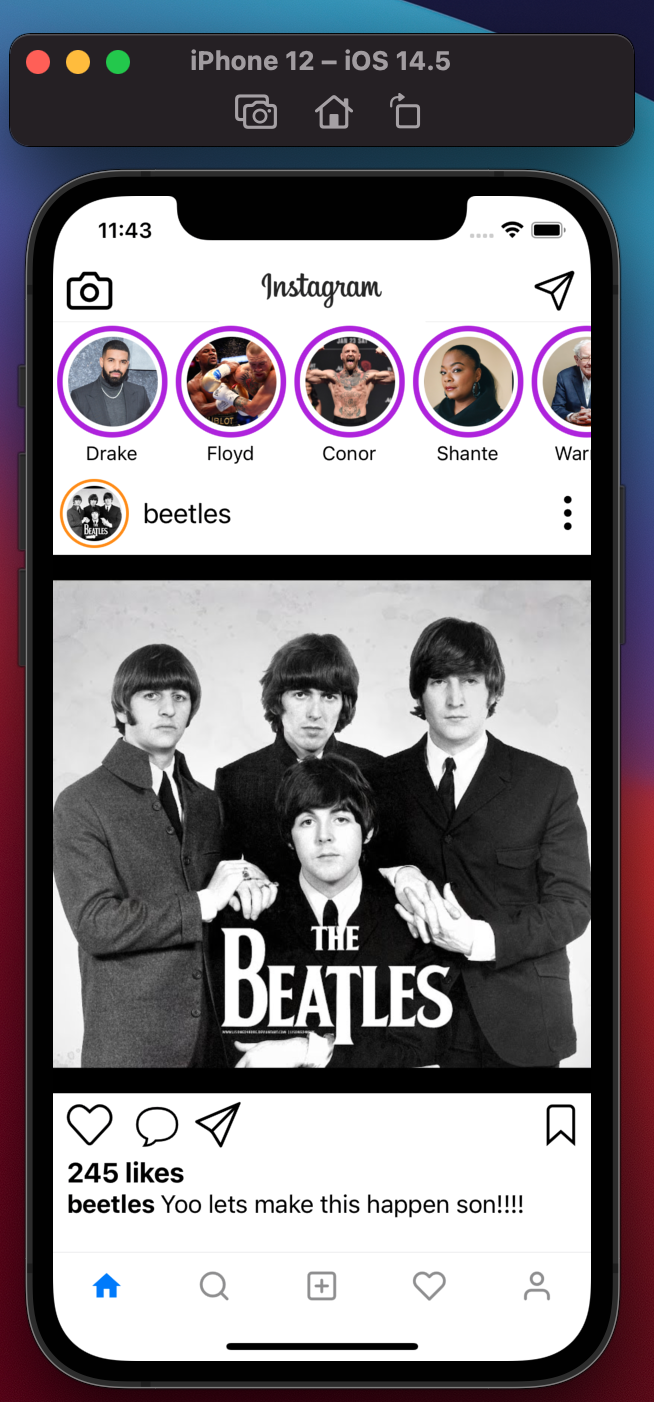 iPhone 12 – iOS 14.5
11:43
Instagram
Drake Floyd Conor Shante Warr
beetles
THE
BEATLES
245 likes
beetles Yoo lets make this happen son!!!!